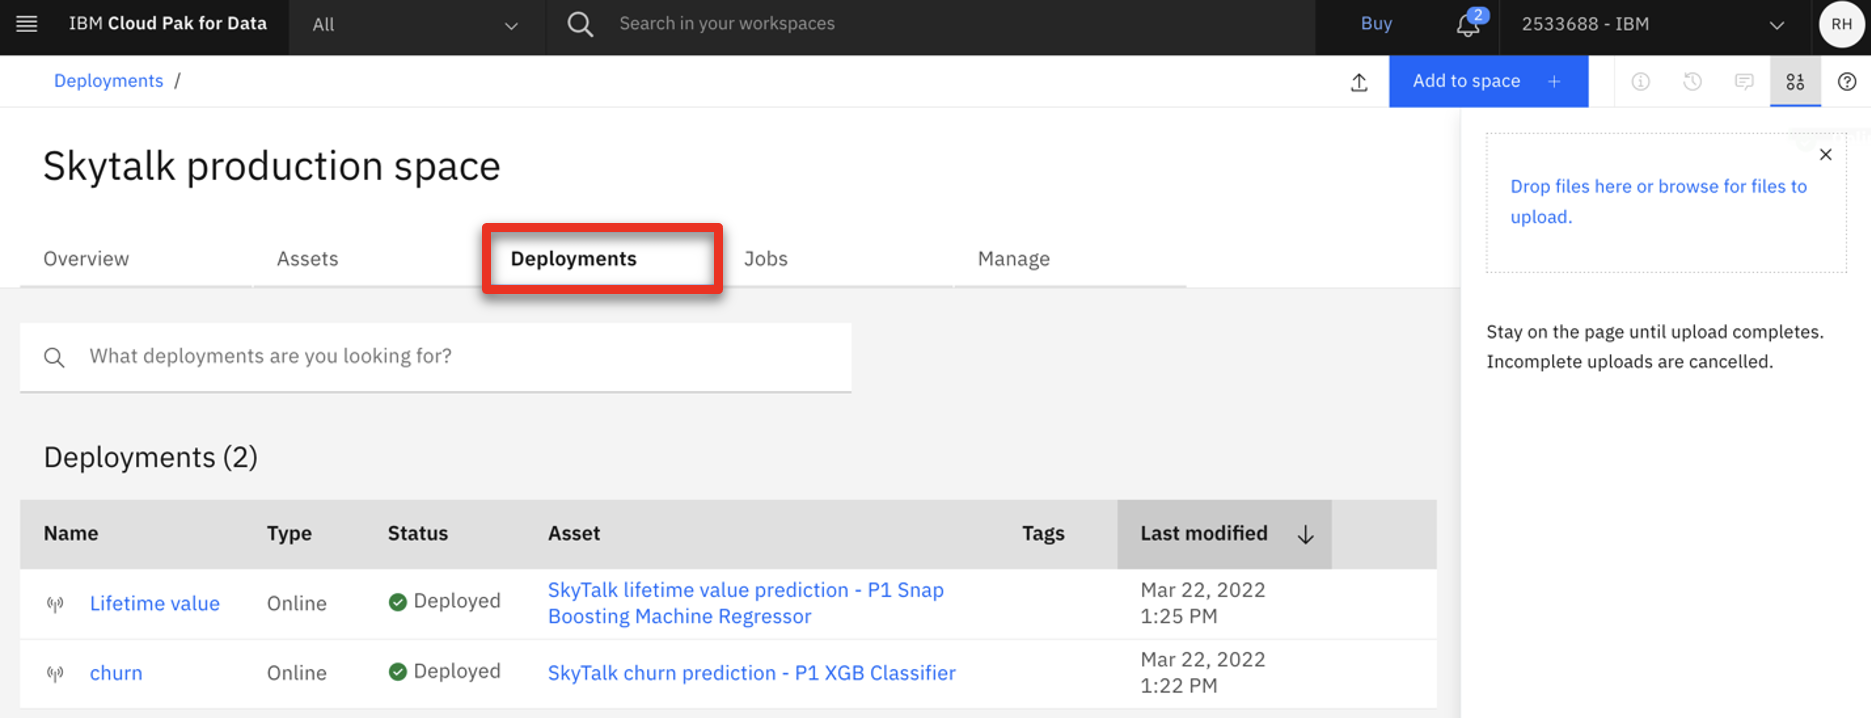 IBM Cloud Pak for Data
All
Search in your workspaces
Buy
2
2533688 - IBM
RH
Deployments /
Add to space +
Skytalk production space
Overview
Assets
Deployments
Jobs
Manage
Drop files here or browse for files to
upload.
Stay on the page until upload completes.
Incomplete uploads are cancelled.
What deployments are you looking for?
Deployments (2)
Name Type Status Asset Tags Last modified
Lifetime value Online Deployed SkyTalk lifetime value prediction - P1 Snap
Boosting Machine Regressor
Mar 22, 2022
1:25 PM
churn Online Deployed SkyTalk churn prediction - P1 XGB Classifier
Mar 22, 2022
1:22 PM